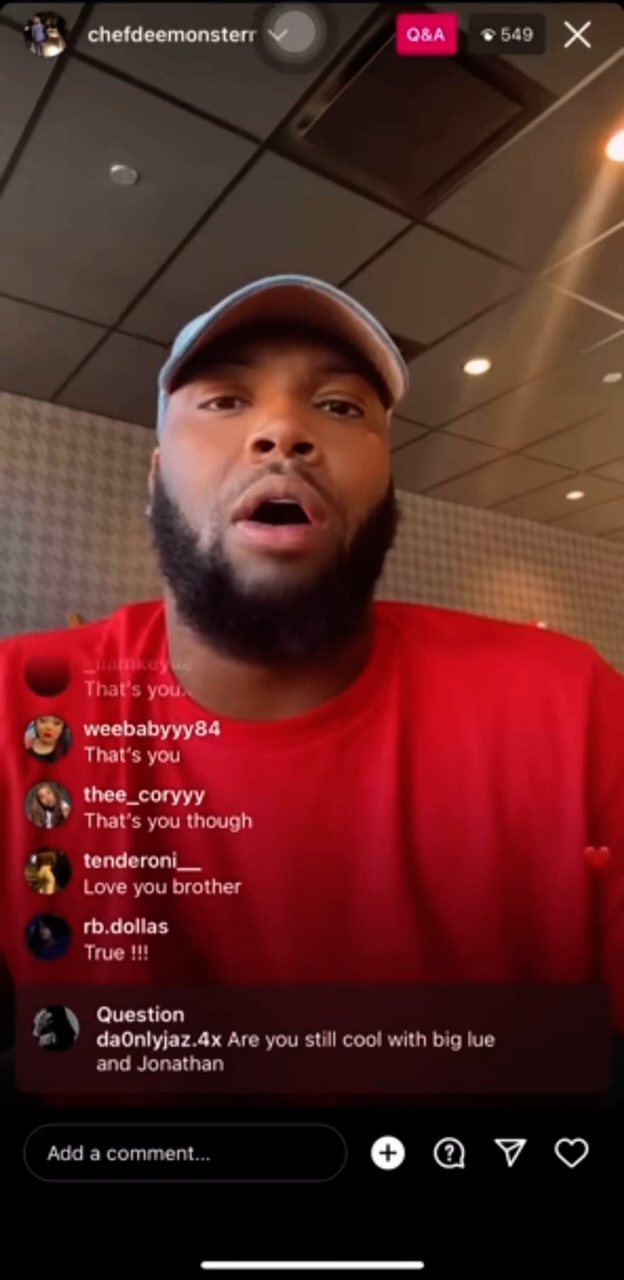 chefdeemonsterr
Q&A
549
That's you..
weebabyyy84
That's you
thee_coryyy
That's you though
tenderoni__
Love you brother
rb.dollas
True !!!
Question
da0nlyjaz.4x Are you still cool with big lue
and Jonathan
Add a comment...